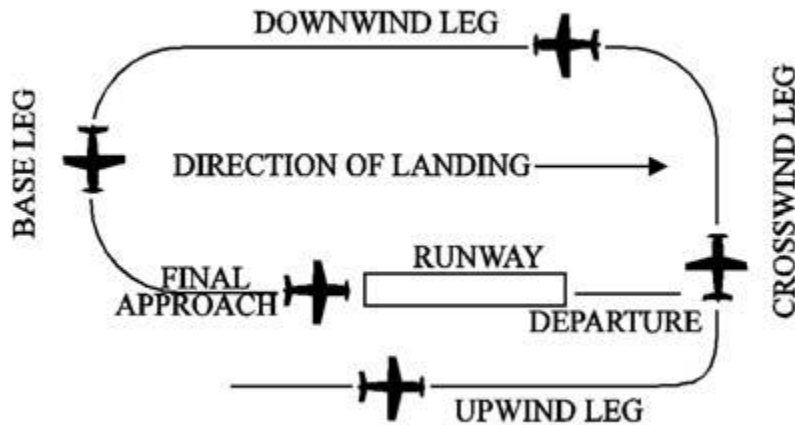 DOWNWIND LEG
BASE LEG
CROSSWIND LEG
DIRECTION OF LANDING
RUNWAY
FINAL
APPROACH
DEPARTURE
UPWIND LEG